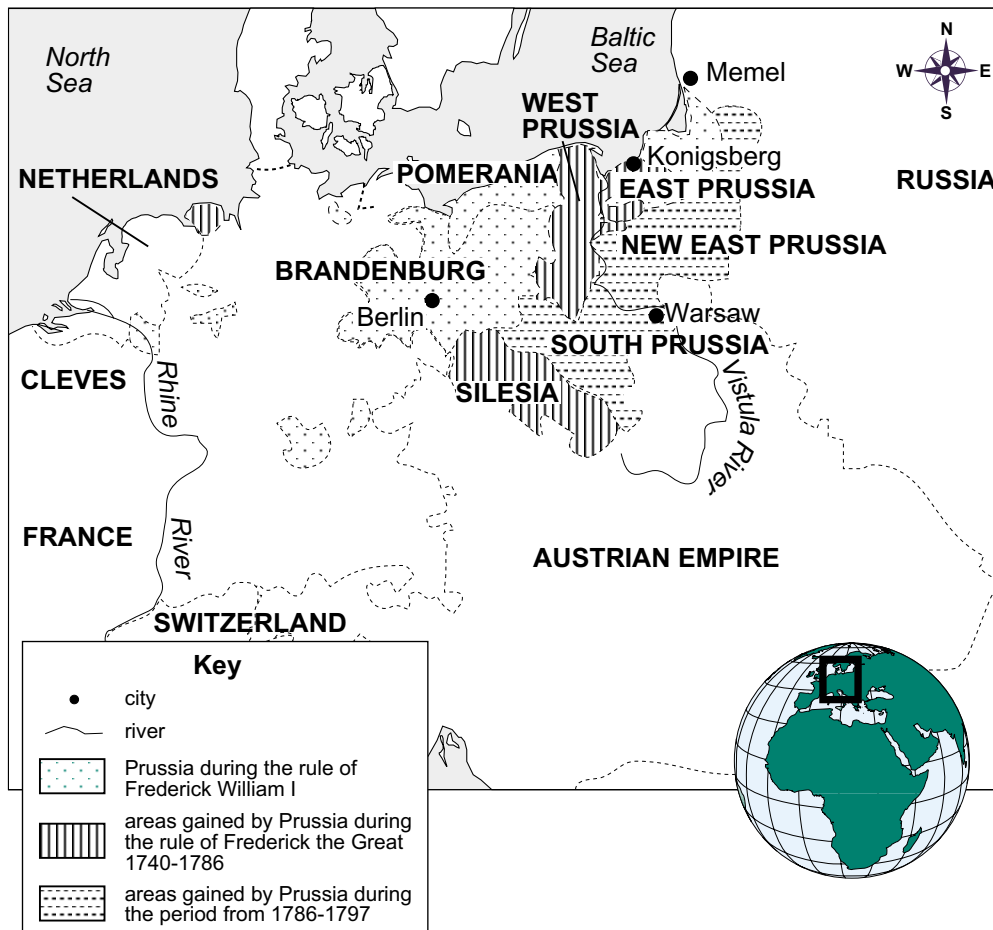 North
Sea
Baltic
Sea
N
W
E
S
Memel
WEST
PRUSSIA
Konigsberg
NETHERLANDS
POMERANIA
EAST PRUSSIA
RUSSIA
NEW EAST PRUSSIA
BRANDENBURG
Berlin
Warsaw
SOUTH PRUSSIA
CLEVES
Rhine
SILESIA
Vistula River
FRANCE
River
AUSTRIAN EMPIRE
SWITZERLAND
Key
city
river
Prussia during the rule of
Frederick William I
areas gained by Prussia during
the rule of Frederick the Great
1740-1786
areas gained by Prussia during
the period from 1786-1797